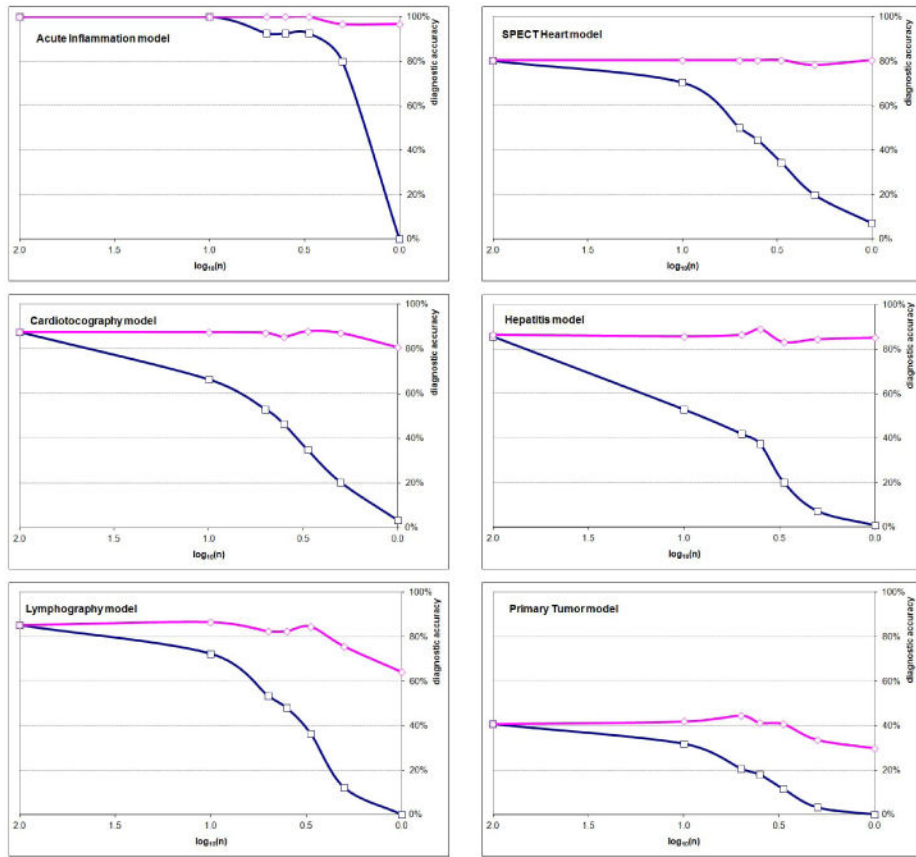 Acute Inflammation model
100%
80%
60%
40%
20%
0%
diagnostic accuracy
2.0 1.5 1.0 0.5 0.0
log₁₀(n)
SPECT Heart model
100%
80%
60%
40%
20%
0%
diagnostic accuracy
2.0 1.5 1.0 0.5 0.0
log₁₀(n)
Cardiotocography model
100%
80%
60%
40%
20%
0%
diagnostic accuracy
2.0 1.5 1.0 0.5 0.0
log₁₀(n)
Hepatitis model
100%
80%
60%
40%
20%
0%
diagnostic accuracy
2.0 1.5 1.0 0.5 0.0
log₁₀(n)
Lymphography model
100%
80%
60%
40%
20%
0%
diagnostic accuracy
2.0 1.5 1.0 0.5 0.0
log₁₀(n)
Primary Tumor model
100%
80%
60%
40%
20%
0%
diagnostic accuracy
2.0 1.5 1.0 0.5 0.0
log₁₀(n)